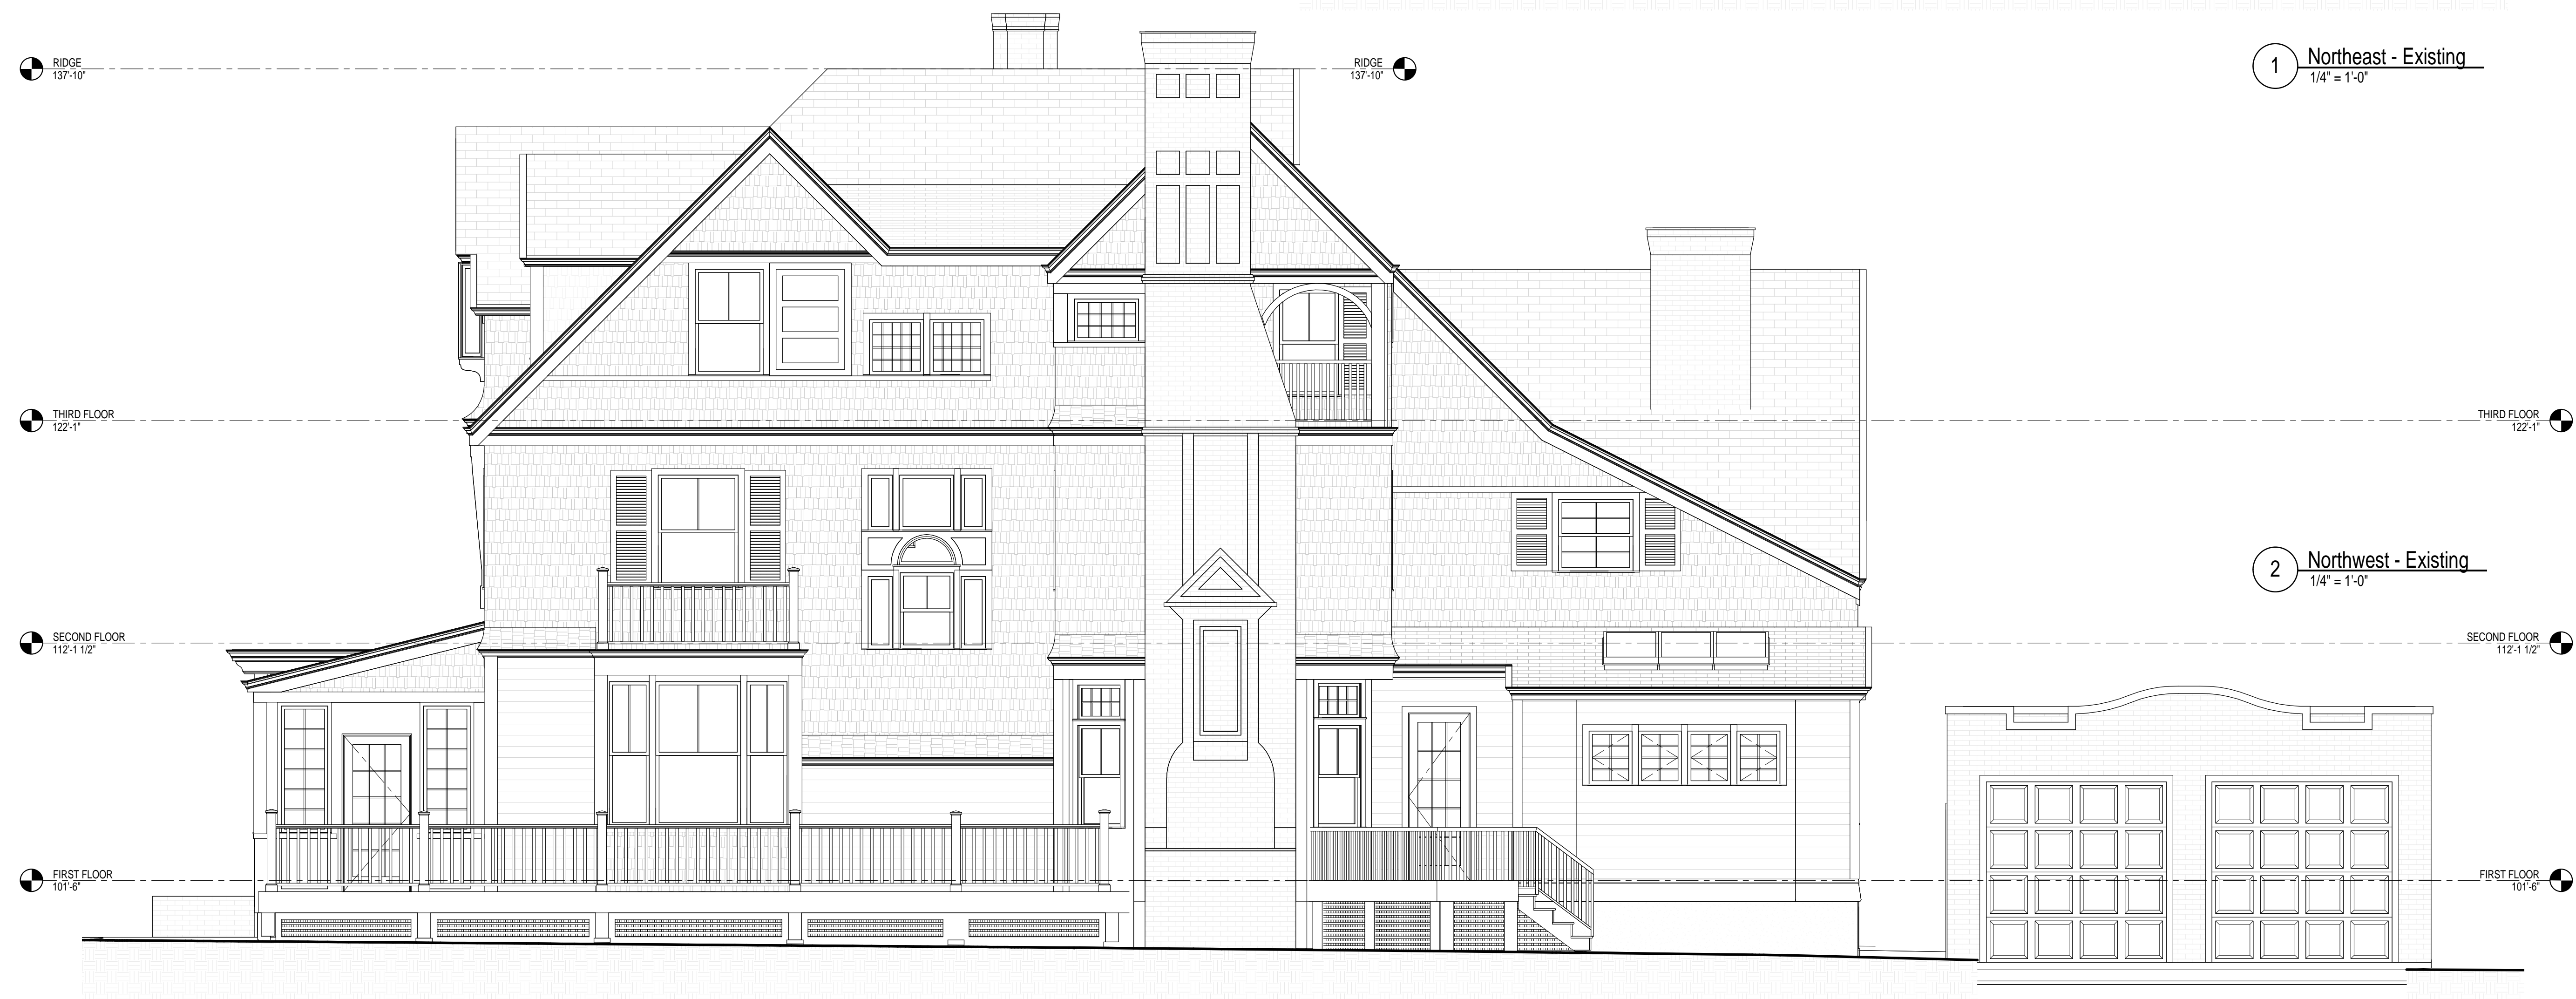 RIDGE
137'-10"
RIDGE
137'-10"
1
Northeast - Existing
1/4" = 1'-0"
THIRD FLOOR
122'-1"
THIRD FLOOR
122'-1"
2
Northwest - Existing
1/4" = 1'-0"
SECOND FLOOR
112'-1 1/2"
SECOND FLOOR
112'-1 1/2"
FIRST FLOOR
101'-6"
FIRST FLOOR
101'-6"